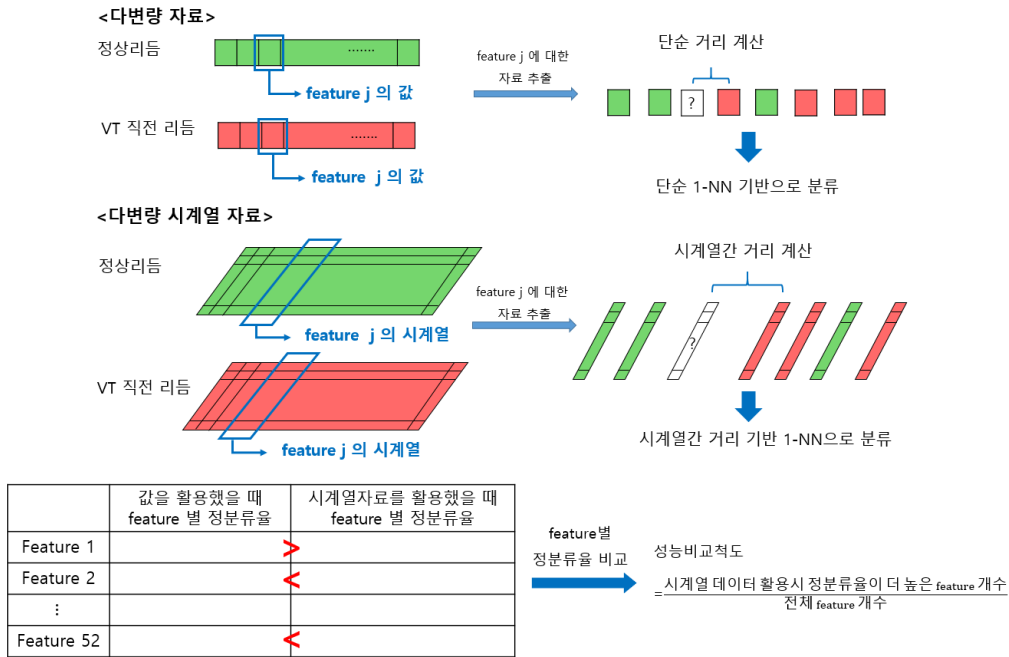 <다변량 자료>
정상리듬
·······
feature j 의 값
VT 직전 리듬
·······
feature j 의 값
feature j 에 대한
자료 추출
단순 거리 계산
?
단순 1-NN 기반으로 분류
<다변량 시계열 자료>
정상리듬
feature j 의 시계열
VT 직전 리듬
feature j 의 시계열
feature j 에 대한
자료 추출
시계열간 거리 계산
?
시계열간 거리 기반 1-NN으로 분류
값을 활용했을 때
feature 별 정분류율
시계열자료를 활용했을 때
feature 별 정분류율
Feature 1
>
Feature 2
<
⋮
Feature 52
<
feature별
정분류율 비교
성능비교척도
=시계열 데이터 활용시 정분류율이 더 높은 feature 개수
전체 feature 개수